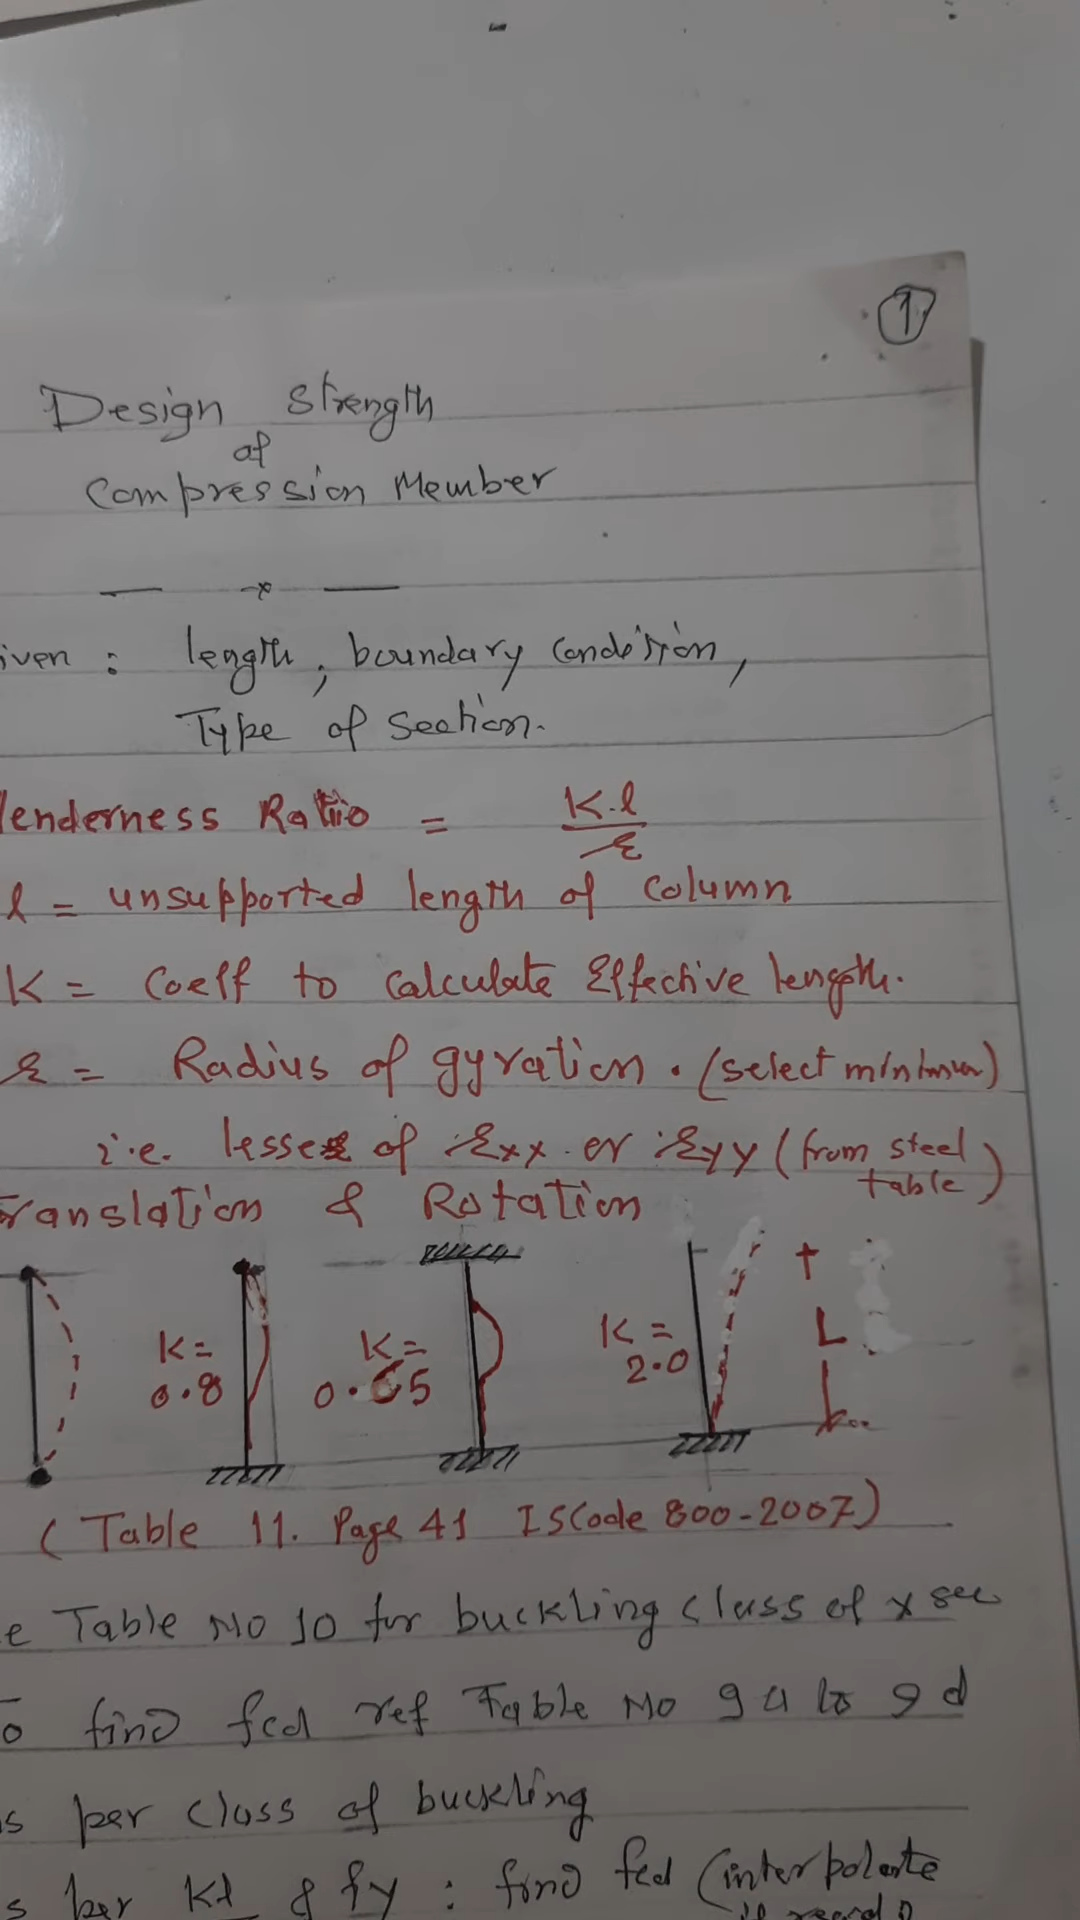 1
Design Strength
of
Compression Member
— x —
iven : length, boundary Condition,
Type of Section.
lenderness Ratio = K.l / r
l = unsupported length of Column
K = Coeff to Calculate Effective length.
r = Radius of gyration. (select minimum)
i.e. lesser of rxx or ryy (from steel table)
ranslation & Rotation
K = 0.8 K = 0.65 K = 2.0
(Table 11. Page 41 IS Code 800-2007)
e Table No 10 for buckling class of x sec
o find fcd ref Table No 9a to 9d
s per class of buckling
s per Kl & fy : find fcd (interpolate